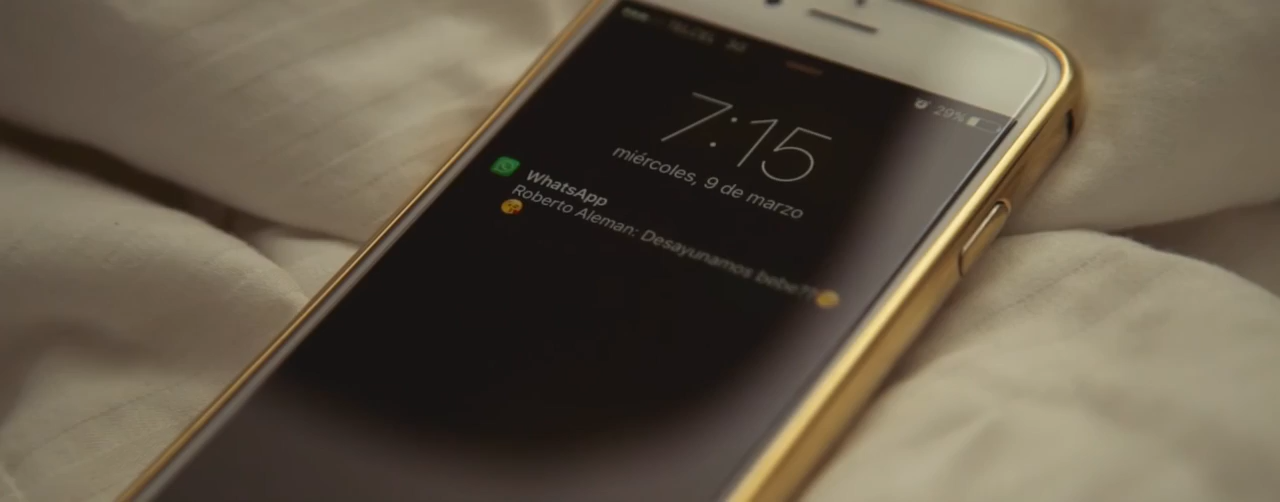 29%
7:15
miércoles, 9 de marzo
WhatsApp
Roberto Aleman: Desayunamos bebe??